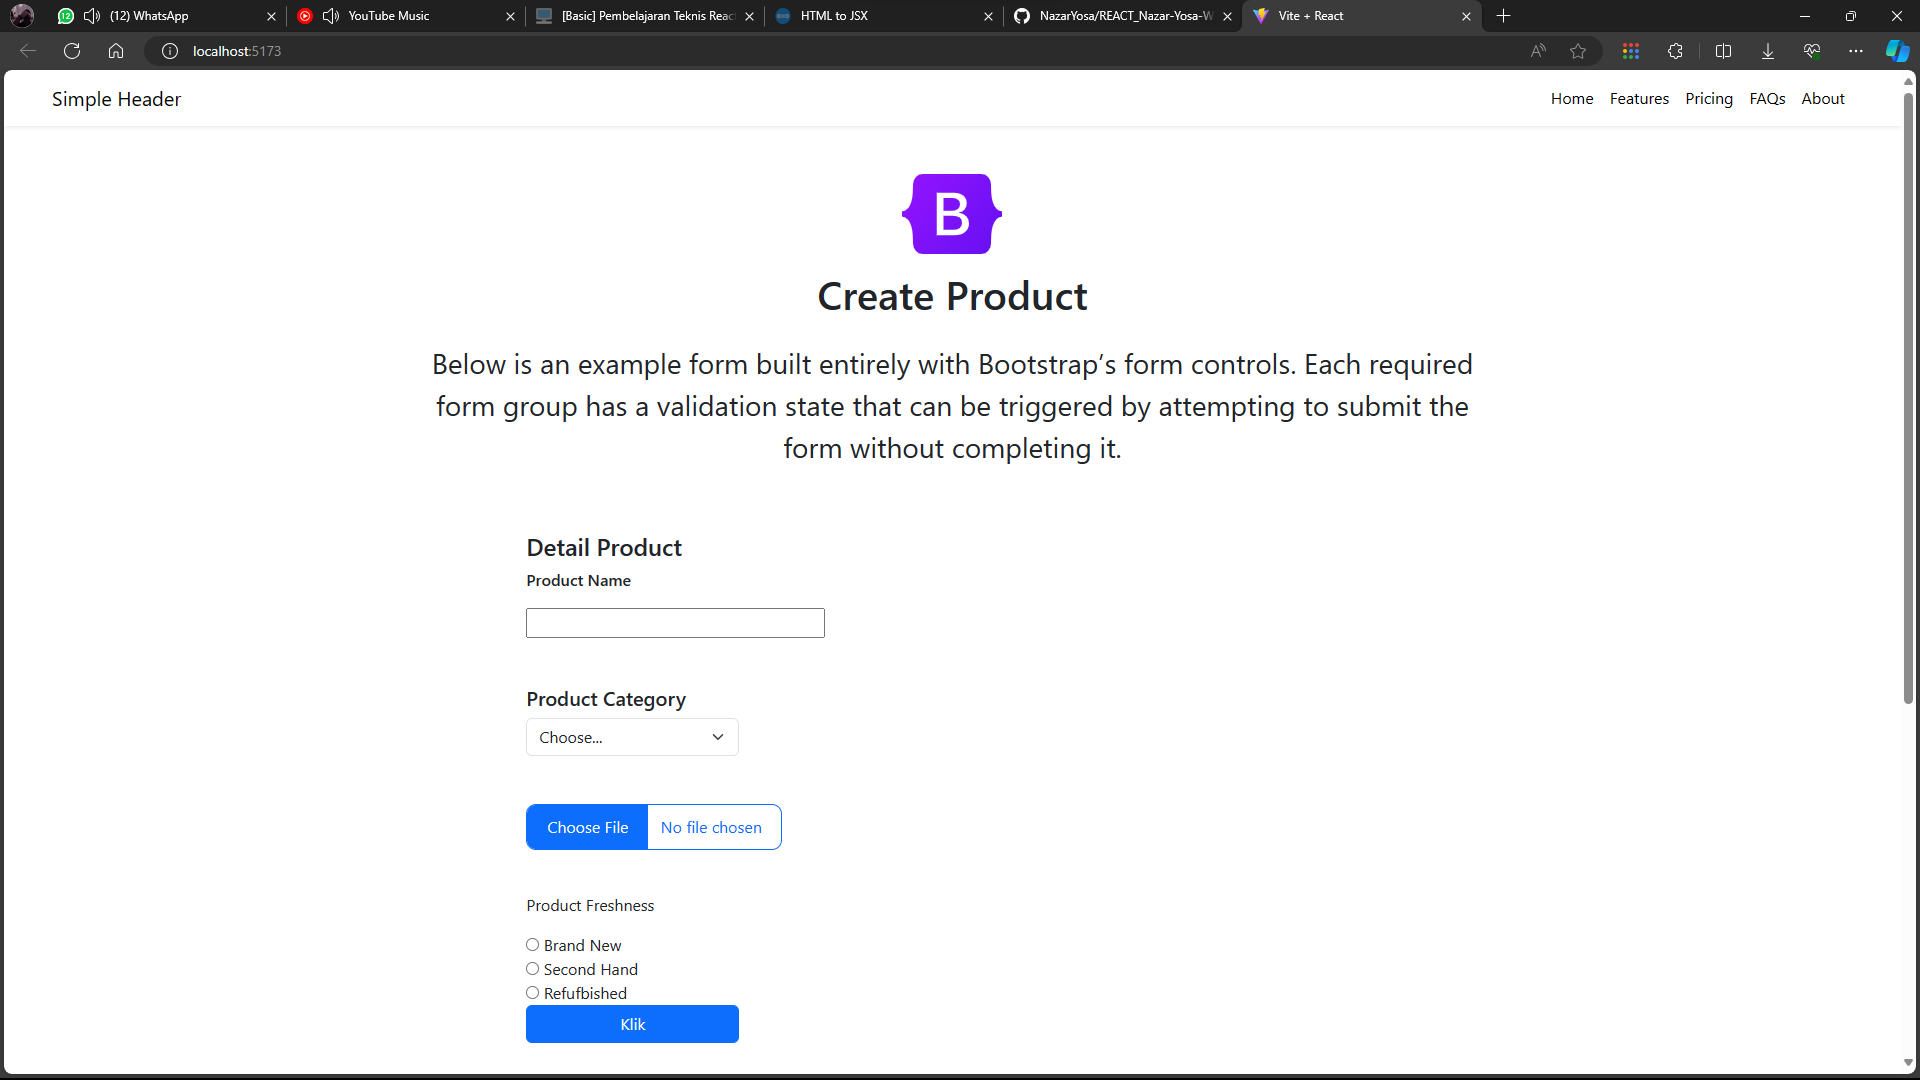 (12) WhatsApp
YouTube Music
[Basic] Pembelajaran Teknis Reac
HTML to JSX
NazarYosa/REACT_Nazar-Yosa-W
Vite + React
localhost:5173
Simple Header
Home Features Pricing FAQs About
B
Create Product
Below is an example form built entirely with Bootstrap’s form controls. Each required
form group has a validation state that can be triggered by attempting to submit the
form without completing it.
Detail Product
Product Name
Product Category
Choose...
Choose File No file chosen
Product Freshness
Brand New
Second Hand
Refufbished
Klik